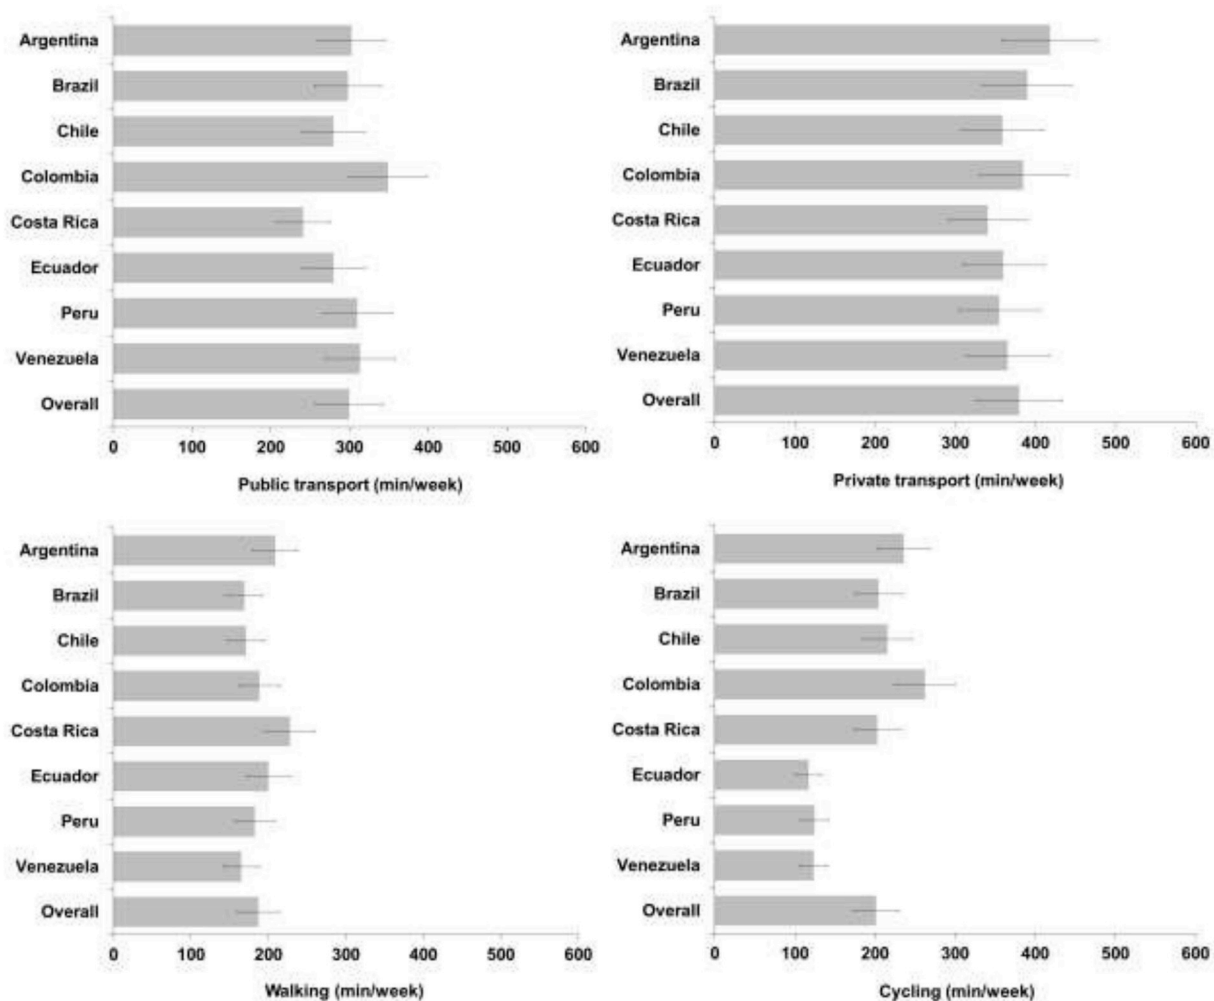 Argentina
Brazil
Chile
Colombia
Costa Rica
Ecuador
Peru
Venezuela
Overall
0 100 200 300 400 500 600
Public transport (min/week)
Argentina
Brazil
Chile
Colombia
Costa Rica
Ecuador
Peru
Venezuela
Overall
0 100 200 300 400 500 600
Private transport (min/week)
Argentina
Brazil
Chile
Colombia
Costa Rica
Ecuador
Peru
Venezuela
Overall
0 100 200 300 400 500 600
Walking (min/week)
Argentina
Brazil
Chile
Colombia
Costa Rica
Ecuador
Peru
Venezuela
Overall
0 100 200 300 400 500 600
Cycling (min/week)